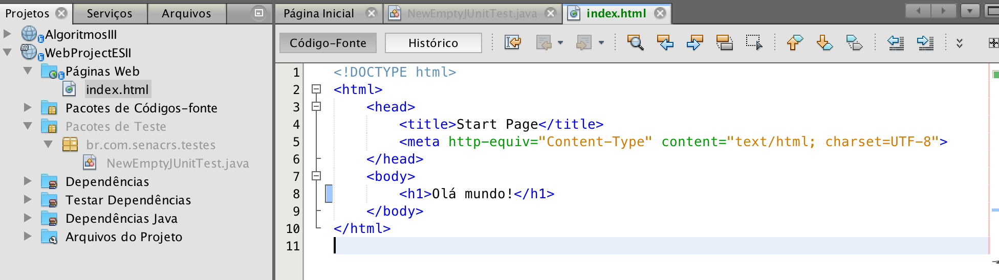 Projetos Serviços Arquivos
AlgoritmosIII
WebProjectESII
Páginas Web
index.html
Pacotes de Códigos-fonte
Pacotes de Teste
br.com.senacrs.testes
NewEmptyJUnitTest.java
Dependências
Testar Dependências
Dependências Java
Arquivos do Projeto
Página Inicial NewEmptyJUnitTest.java index.html
Código-Fonte Histórico
1 <!DOCTYPE html>
2 <html>
3 <head>
4 <title>Start Page</title>
5 <meta http-equiv="Content-Type" content="text/html; charset=UTF-8">
6 </head>
7 <body>
8 <h1>Olá mundo!</h1>
9 </body>
10 </html>
11